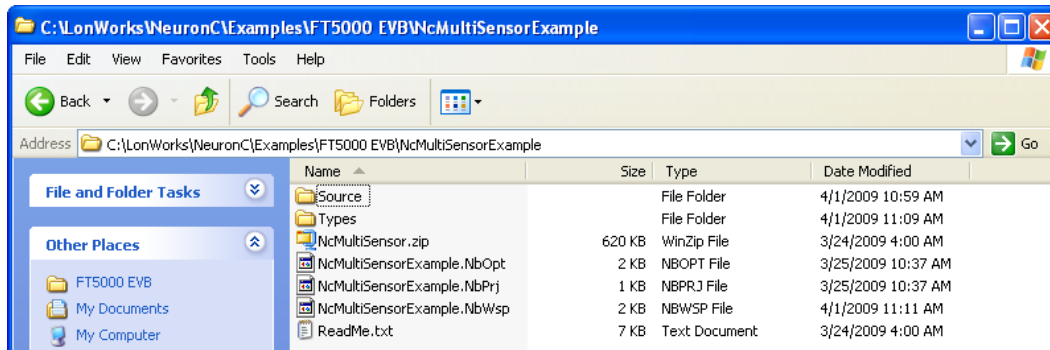 C:\LonWorks\NeuronC\Examples\FT5000 EVB\NcMultiSensorExample
File Edit View Favorites Tools Help
Back Search Folders
Address C:\LonWorks\NeuronC\Examples\FT5000 EVB\NcMultiSensorExample Go
Name Size Type Date Modified
File and Folder Tasks
Source File Folder 4/1/2009 10:59 AM
Types File Folder 4/1/2009 11:09 AM
Other Places
NcMultiSensor.zip 620 KB WinZip File 3/24/2009 4:00 AM
NcMultiSensorExample.NbOpt 2 KB NBOPT File 3/25/2009 10:37 AM
FT5000 EVB
NcMultiSensorExample.NbPrj 1 KB NBPRJ File 3/25/2009 10:37 AM
My Documents
NcMultiSensorExample.NbWsp 2 KB NBWSP File 4/1/2009 11:11 AM
My Computer
ReadMe.txt 7 KB Text Document 3/24/2009 4:00 AM